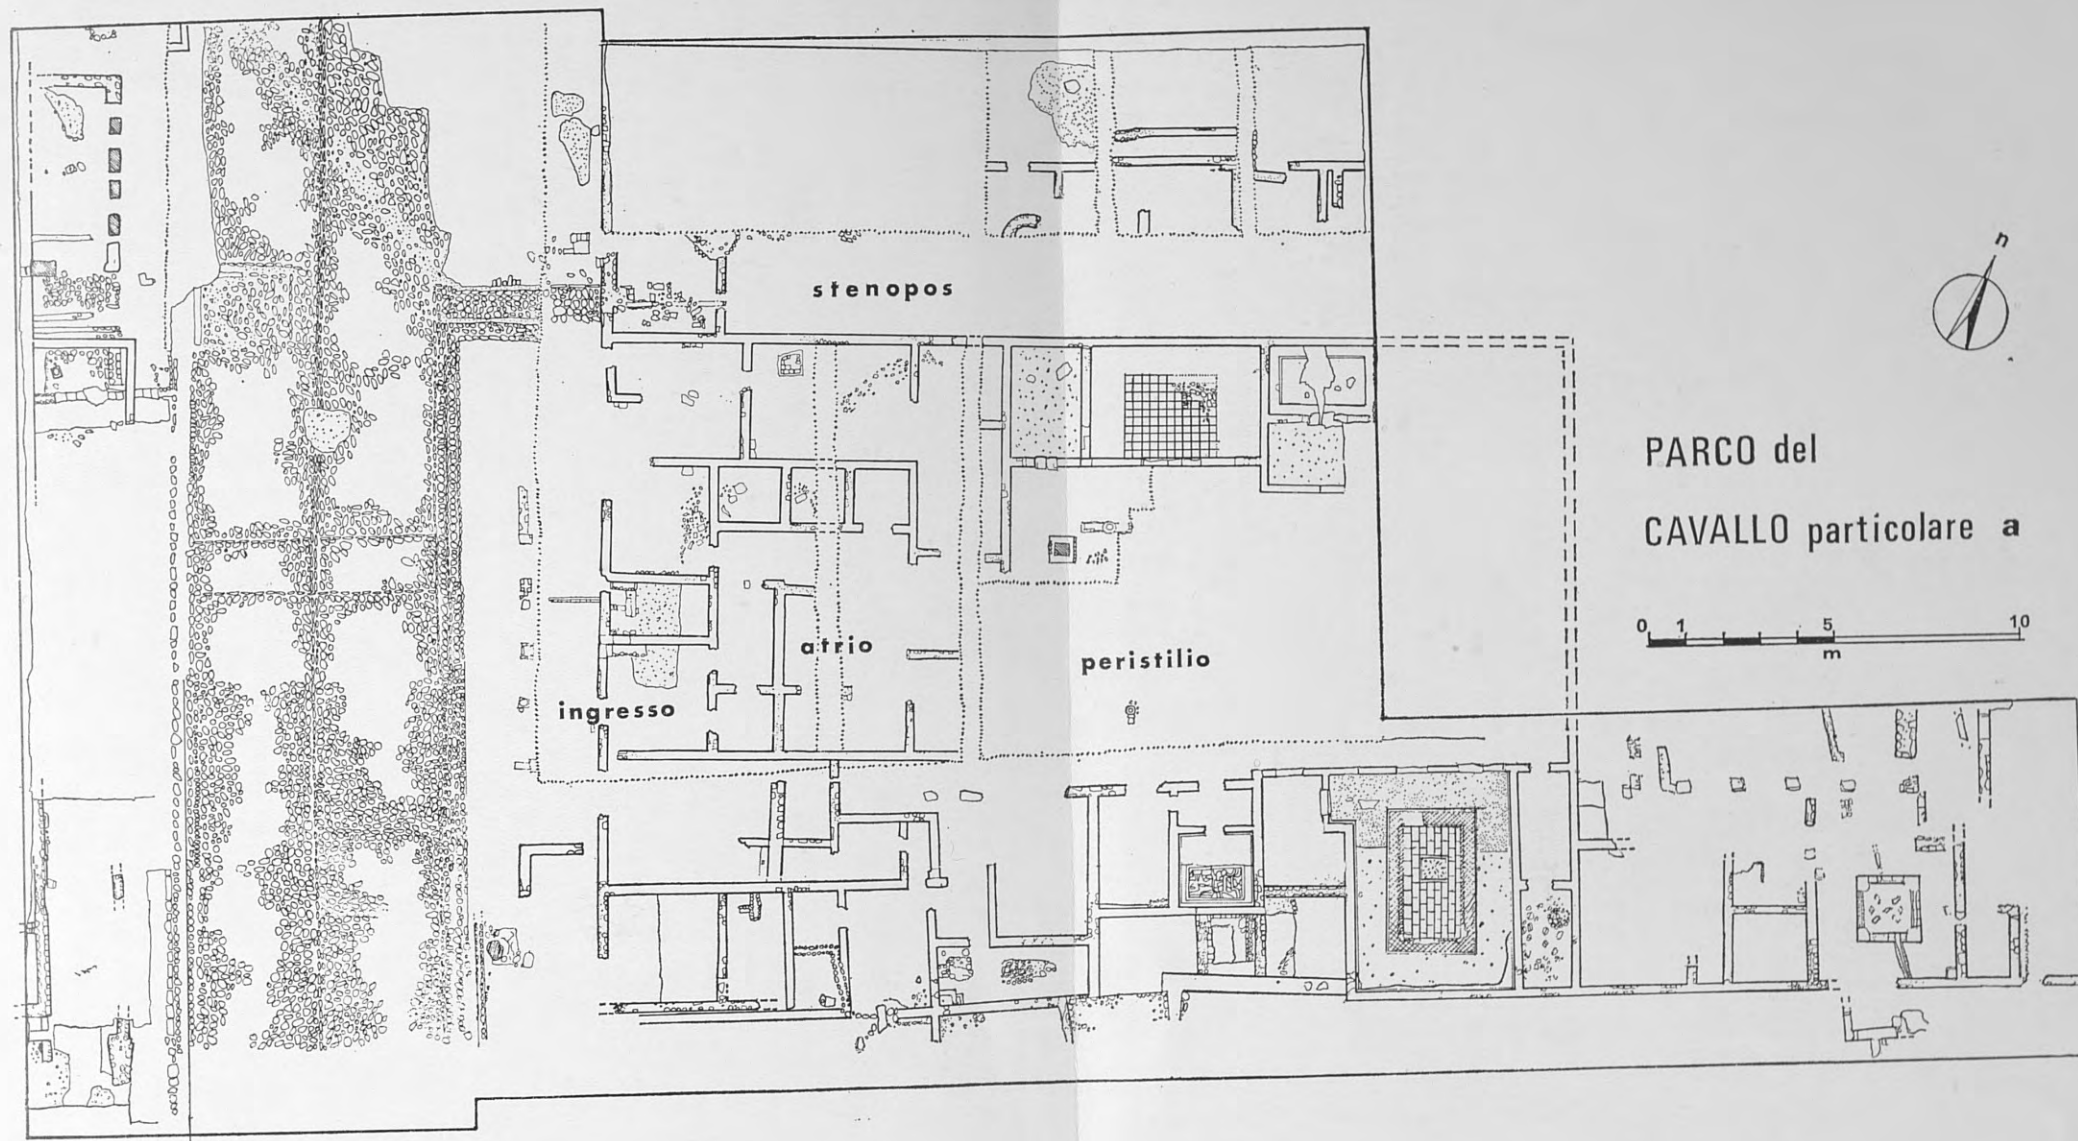 stenopos
n
PARCO del
CAVALLO particolare a
0 1 5 10
m
atrio
peristilio
ingresso